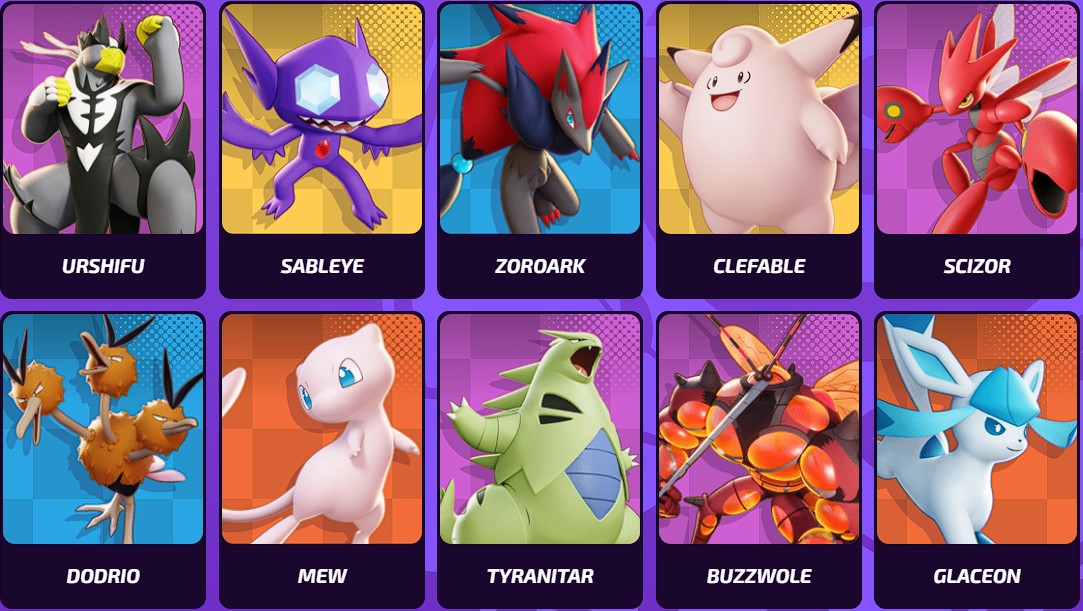 URSHIFU
SABLEYE
ZOROARK
CLEFABLE
SCIZOR
DODRIO
MEW
TYRANITAR
BUZZWOLE
GLACEON